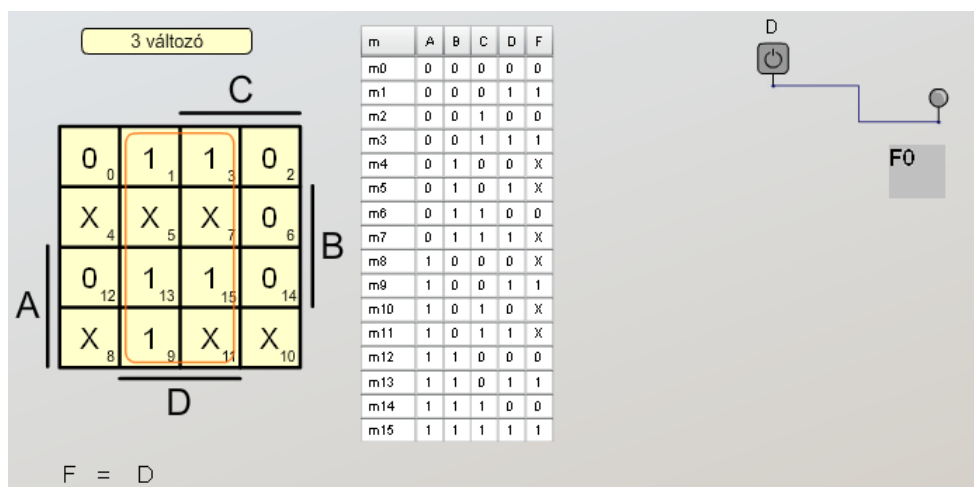 3 változó
C
0 0 1 1 1 3 0 2
X 4 X 5 X 7 0 6
B
0 12 1 13 1 15 0 14
A
X 8 1 9 X 11 X 10
D
F = D
m A B C D F
m0 0 0 0 0 0
m1 0 0 0 1 1
m2 0 0 1 0 0
m3 0 0 1 1 1
m4 0 1 0 0 X
m5 0 1 0 1 X
m6 0 1 1 0 0
m7 0 1 1 1 X
m8 1 0 0 0 X
m9 1 0 0 1 1
m10 1 0 1 0 X
m11 1 0 1 1 X
m12 1 1 0 0 0
m13 1 1 0 1 1
m14 1 1 1 0 0
m15 1 1 1 1 1
D
F0